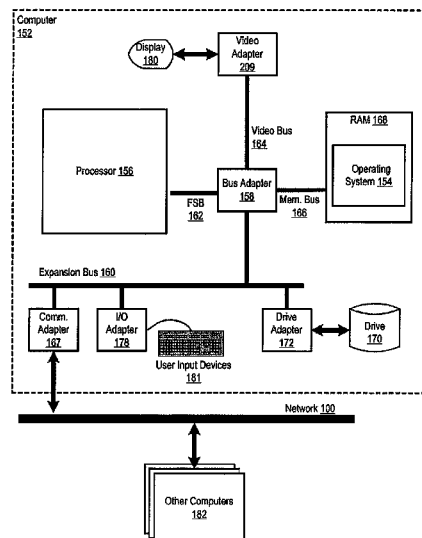 Computer
152
Display
180
Video
Adapter
209
Video Bus
164
RAM 168
Operating
System 154
Processor 156
Bus Adapter
158
FSB
162
Mem. Bus
166
Expansion Bus 160
Comm.
Adapter
167
I/O
Adapter
178
User Input Devices
181
Drive
Adapter
172
Drive
170
Network 100
Other Computers
182